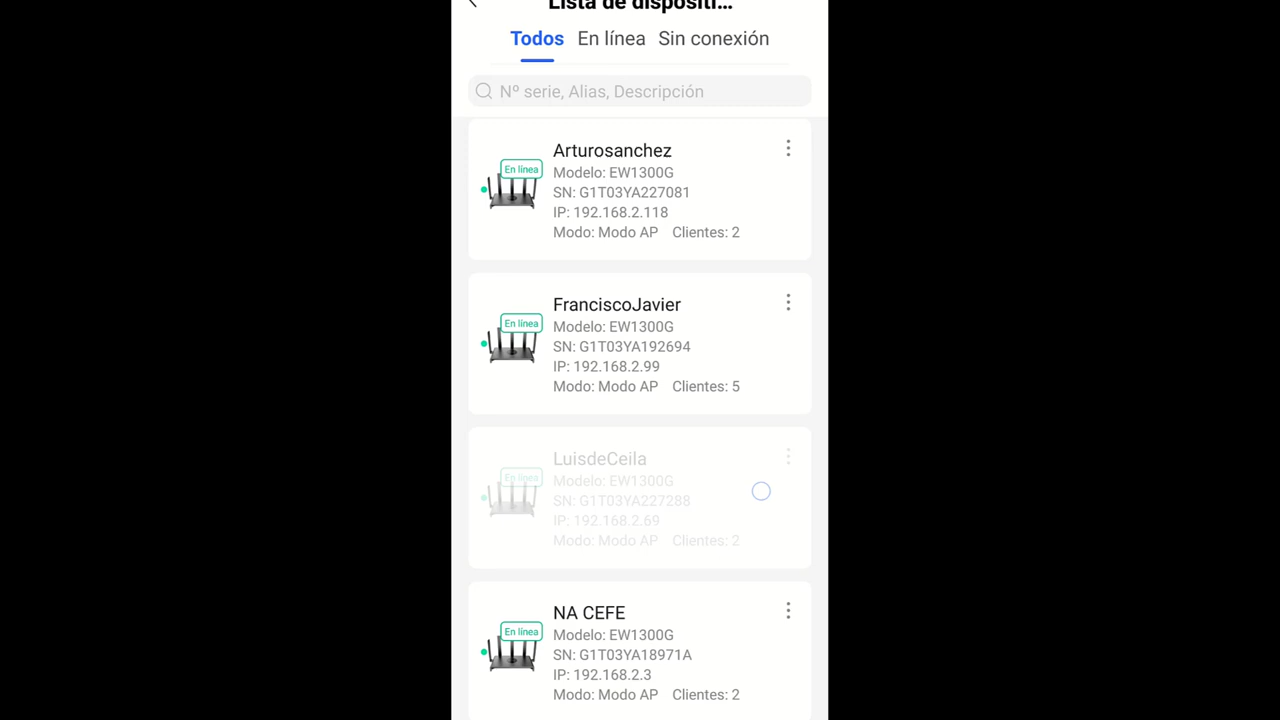 Lista de dispositi...
Todos En línea Sin conexión
Nº serie, Alias, Descripción
Arturosanchez
En línea
Modelo: EW1300G
SN: G1T03YA227081
IP: 192.168.2.118
Modo: Modo AP Clientes: 2
FranciscoJavier
En línea
Modelo: EW1300G
SN: G1T03YA192694
IP: 192.168.2.99
Modo: Modo AP Clientes: 5
LuisdeCeila
En línea
Modelo: EW1300G
SN: G1T03YA227288
IP: 192.168.2.69
Modo: Modo AP Clientes: 2
NA CEFE
En línea
Modelo: EW1300G
SN: G1T03YA18971A
IP: 192.168.2.3
Modo: Modo AP Clientes: 2